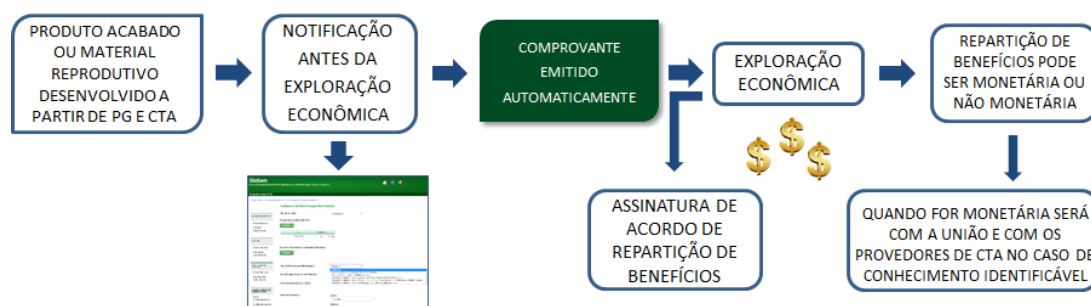 PRODUTO ACABADO
OU MATERIAL
REPRODUTIVO
DESENVOLVIDO A
PARTIR DE PG E CTA
NOTIFICAÇÃO
ANTES DA
EXPLORAÇÃO
ECONÔMICA
COMPROVANTE
EMITIDO
AUTOMATICAMENTE
EXPLORAÇÃO
ECONÔMICA
REPARTIÇÃO DE
BENEFÍCIOS PODE
SER MONETÁRIA OU
NÃO MONETÁRIA
SisGen
ASSINATURA DE
ACORDO DE
REPARTIÇÃO DE
BENEFÍCIOS
QUANDO FOR MONETÁRIA SERÁ
COM A UNIÃO E COM OS
PROVEDORES DE CTA NO CASO DE
CONHECIMENTO IDENTIFICÁVEL